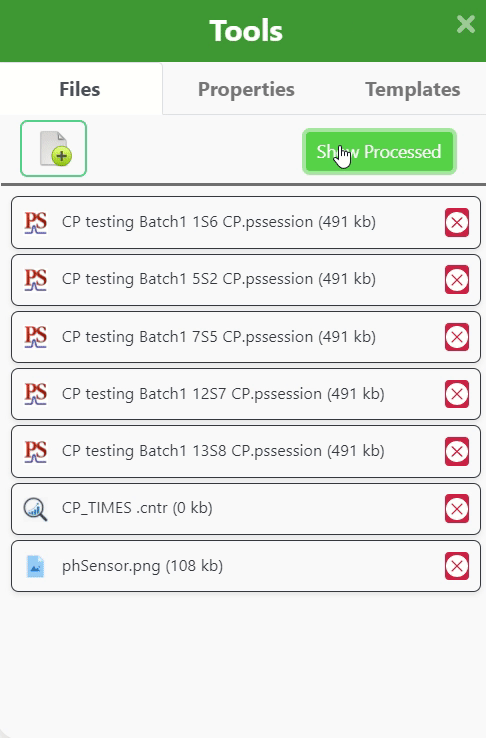 Tools
Files Properties Templates
Show Processed
PS CP testing Batch1 1S6 CP.pssession (491 kb)
PS CP testing Batch1 5S2 CP.pssession (491 kb)
PS CP testing Batch1 7S5 CP.pssession (491 kb)
PS CP testing Batch1 12S7 CP.pssession (491 kb)
PS CP testing Batch1 13S8 CP.pssession (491 kb)
CP_TIMES .cntr (0 kb)
phSensor.png (108 kb)